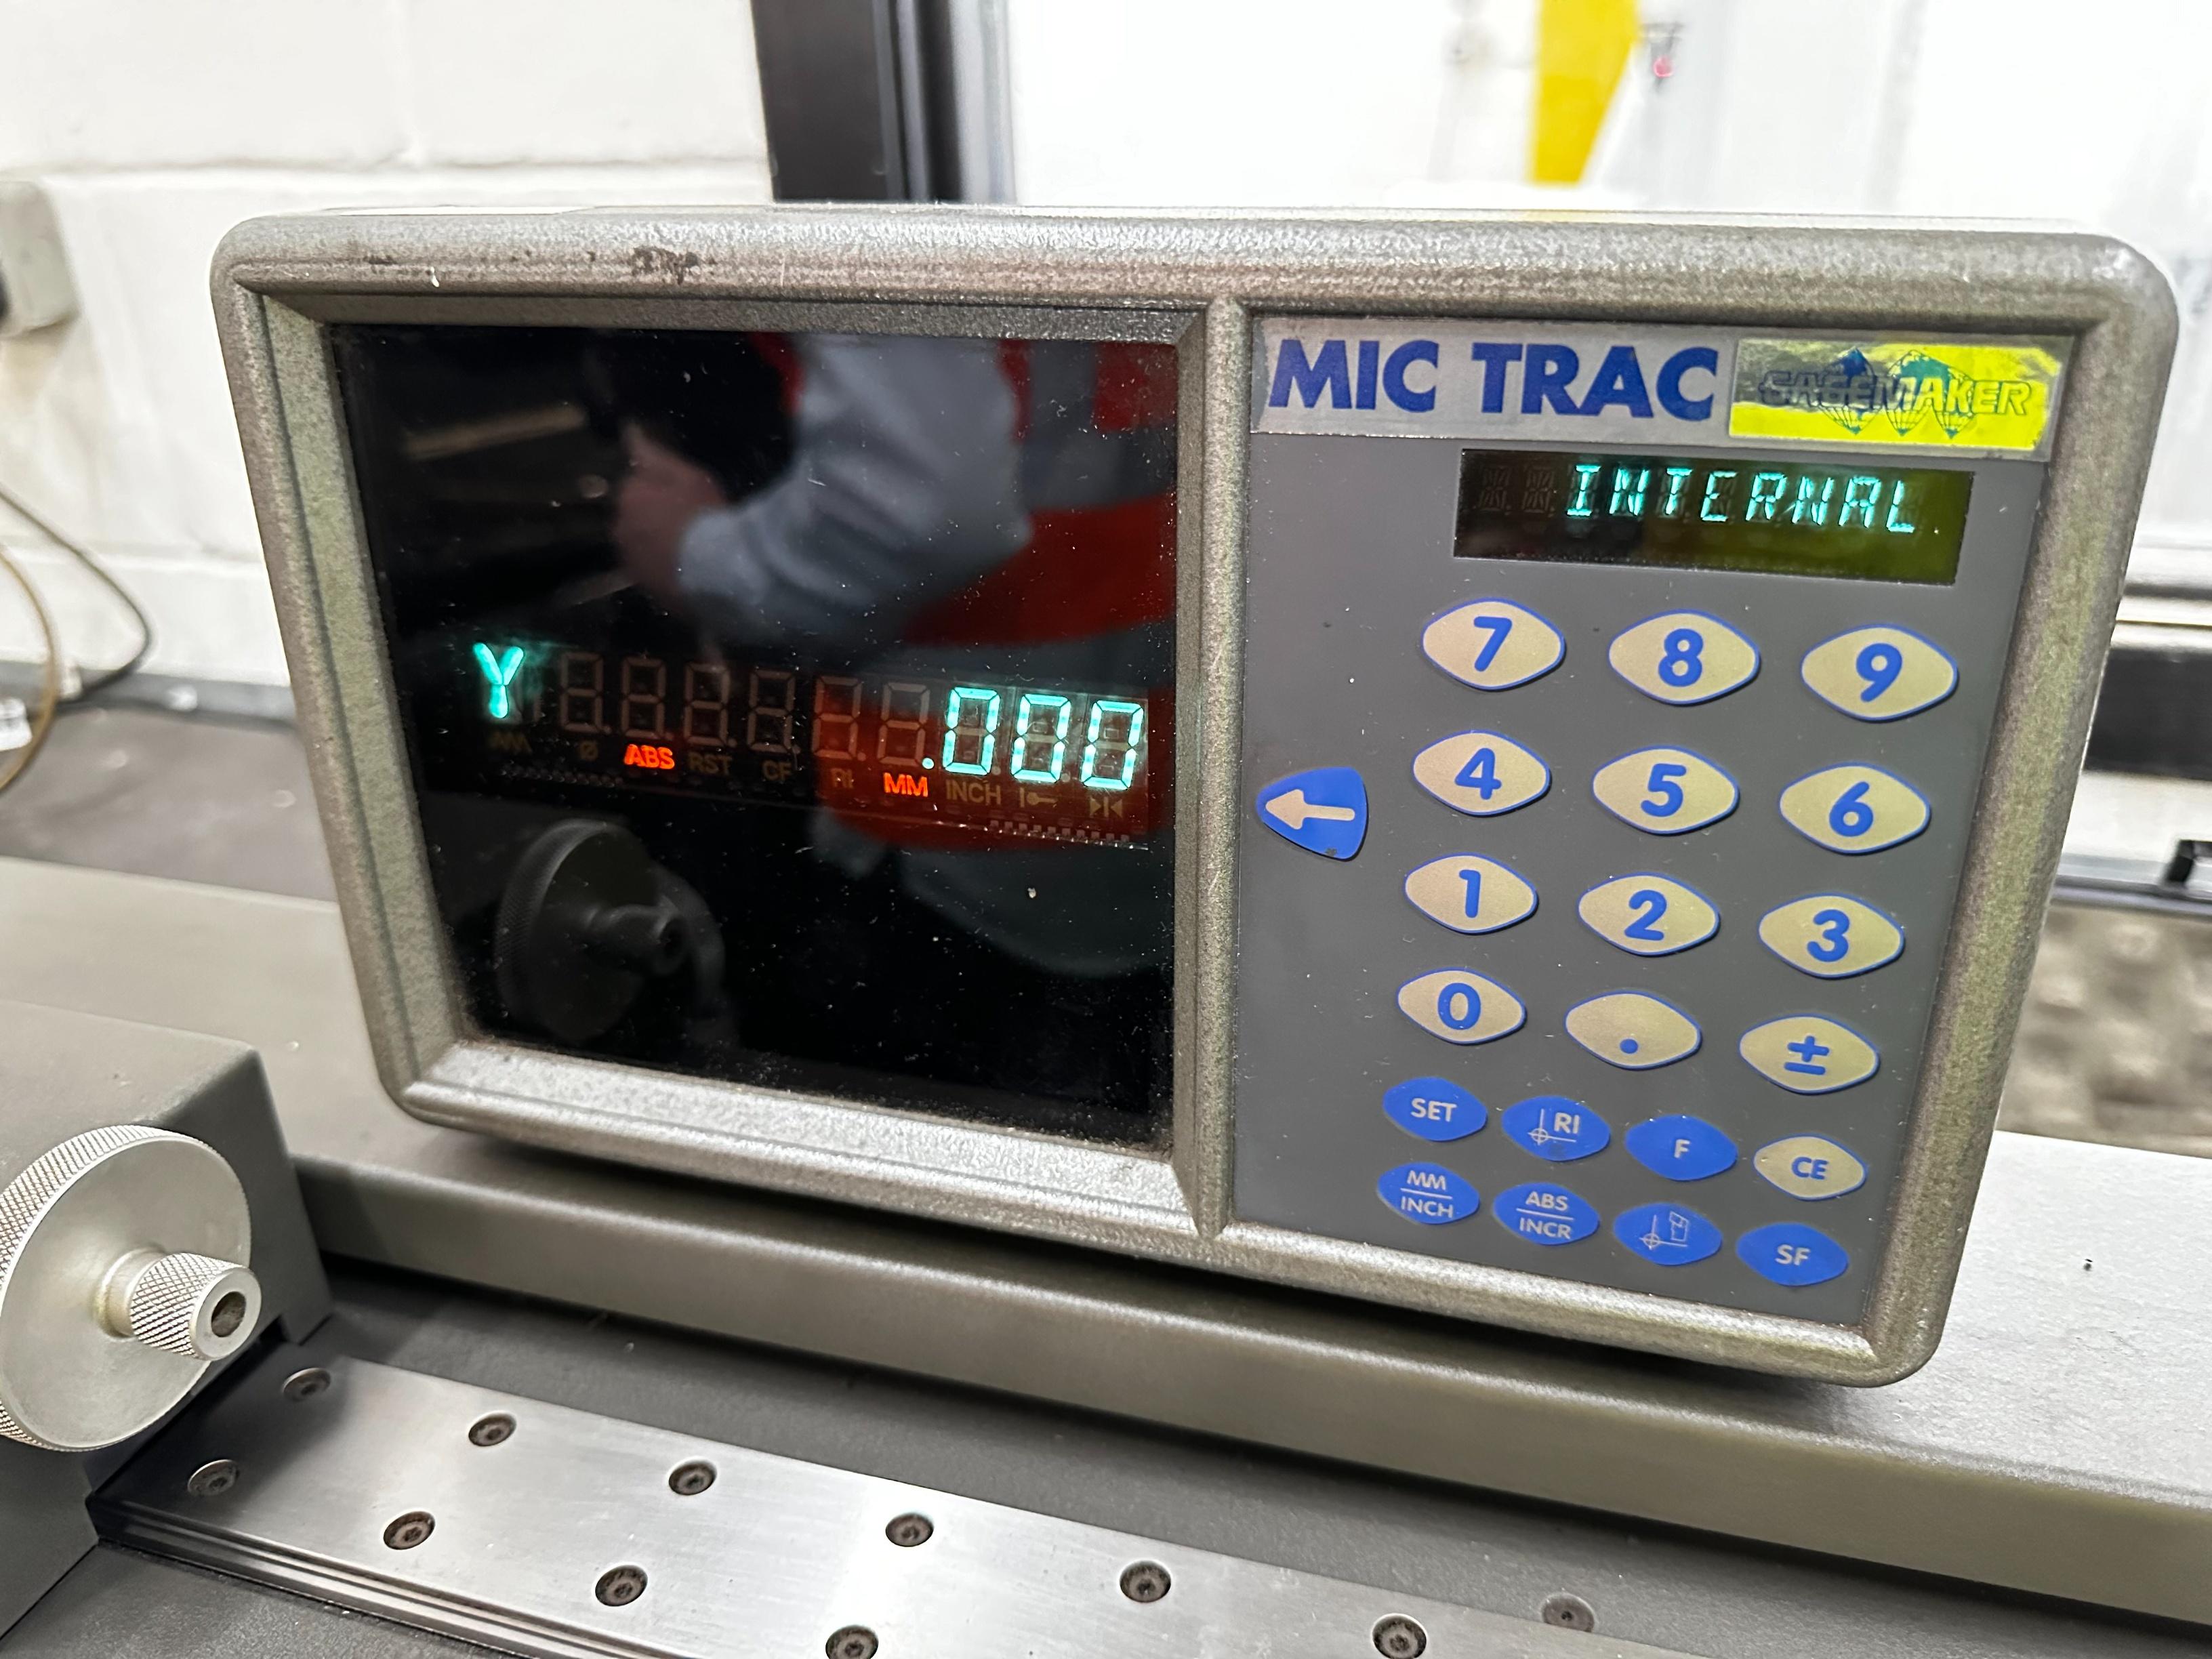 MIC TRAC GAGEMAKER
INTERNAL
Y .000
ABS RST CF RI MM INCH
7 8 9
4 5 6
1 2 3
0 . ±
SET RI F CE
MM
INCH
ABS
INCR
SF